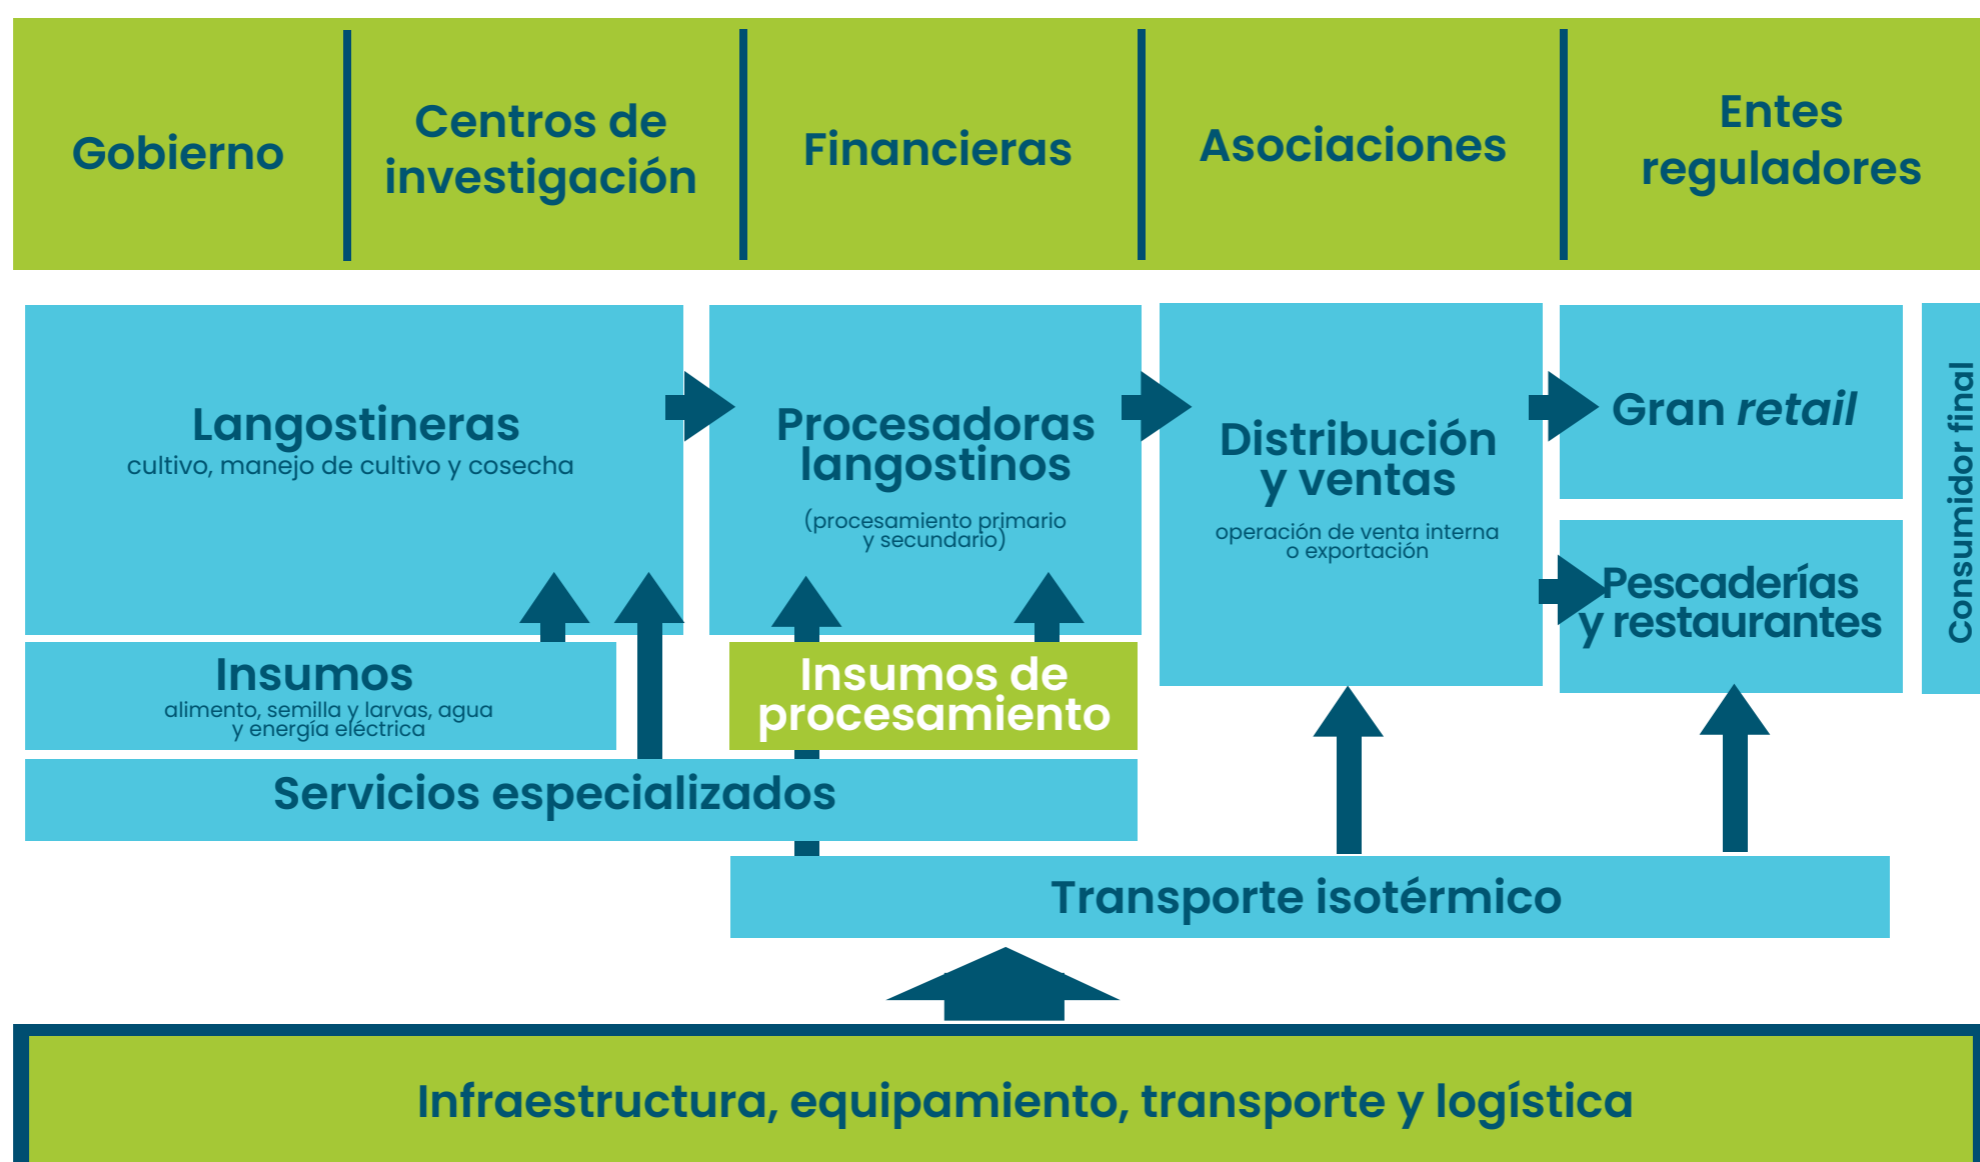 Gobierno
Centros de
investigación
Financieras
Asociaciones
Entes
reguladores
Langostineras
cultivo, manejo de cultivo y cosecha
Procesadoras
langostinos
(procesamiento primario
y secundario)
Distribución
y ventas
operación de venta interna
o exportación
Gran retail
Pescaderías
y restaurantes
Consumidor final
Insumos
alimento, semilla y larvas, agua
y energía eléctrica
Insumos de
procesamiento
Servicios especializados
Transporte isotérmico
Infraestructura, equipamiento, transporte y logística